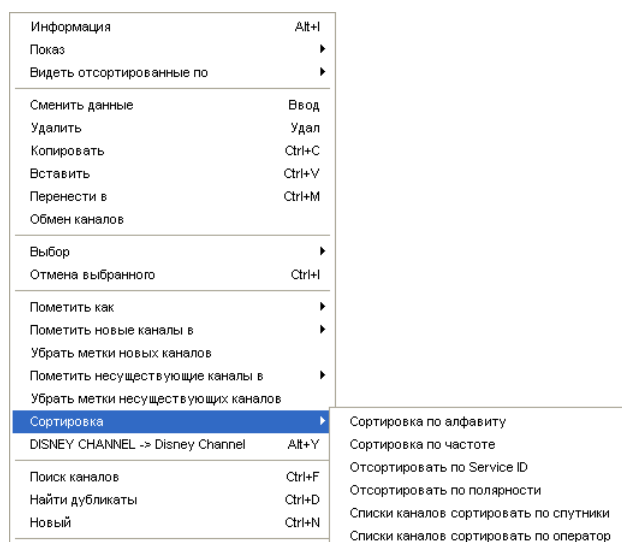 Информация Alt+I
Показ
Видеть отсортированные по
Сменить данные Ввод
Удалить Удал
Копировать Ctrl+C
Вставить Ctrl+V
Перенести в Ctrl+M
Обмен каналов
Выбор
Отмена выбранного Ctrl+I
Пометить как
Пометить новые каналы в
Убрать метки новых каналов
Пометить несуществующие каналы в
Убрать метки несуществующих каналов
Сортировка
DISNEY CHANNEL -> Disney Channel Alt+Y
Поиск каналов Ctrl+F
Найти дубликаты Ctrl+D
Новый Ctrl+N
Сортировка по алфавиту
Сортировка по частоте
Отсортировать по Service ID
Отсортировать по полярности
Списки каналов сортировать по спутники
Списки каналов сортировать по оператор